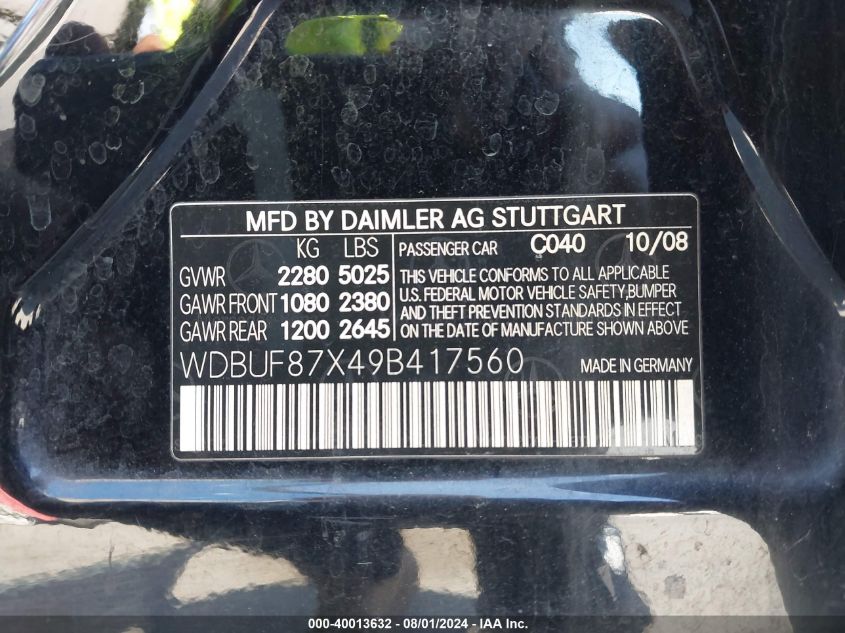 MFD BY DAIMLER AG STUTTGART
KG LBS PASSENGER CAR C040 10/08
GVWR 2280 5025 THIS VEHICLE CONFORMS TO ALL APPLICABLE
U.S. FEDERAL MOTOR VEHICLE SAFETY,BUMPER
GAWR FRONT 1080 2380 AND THEFT PREVENTION STANDARDS IN EFFECT
GAWR REAR 1200 2645 ON THE DATE OF MANUFACTURE SHOWN ABOVE
WDBUF87X49B417560 MADE IN GERMANY
000-40013632 - 08/01/2024 - IAA Inc.